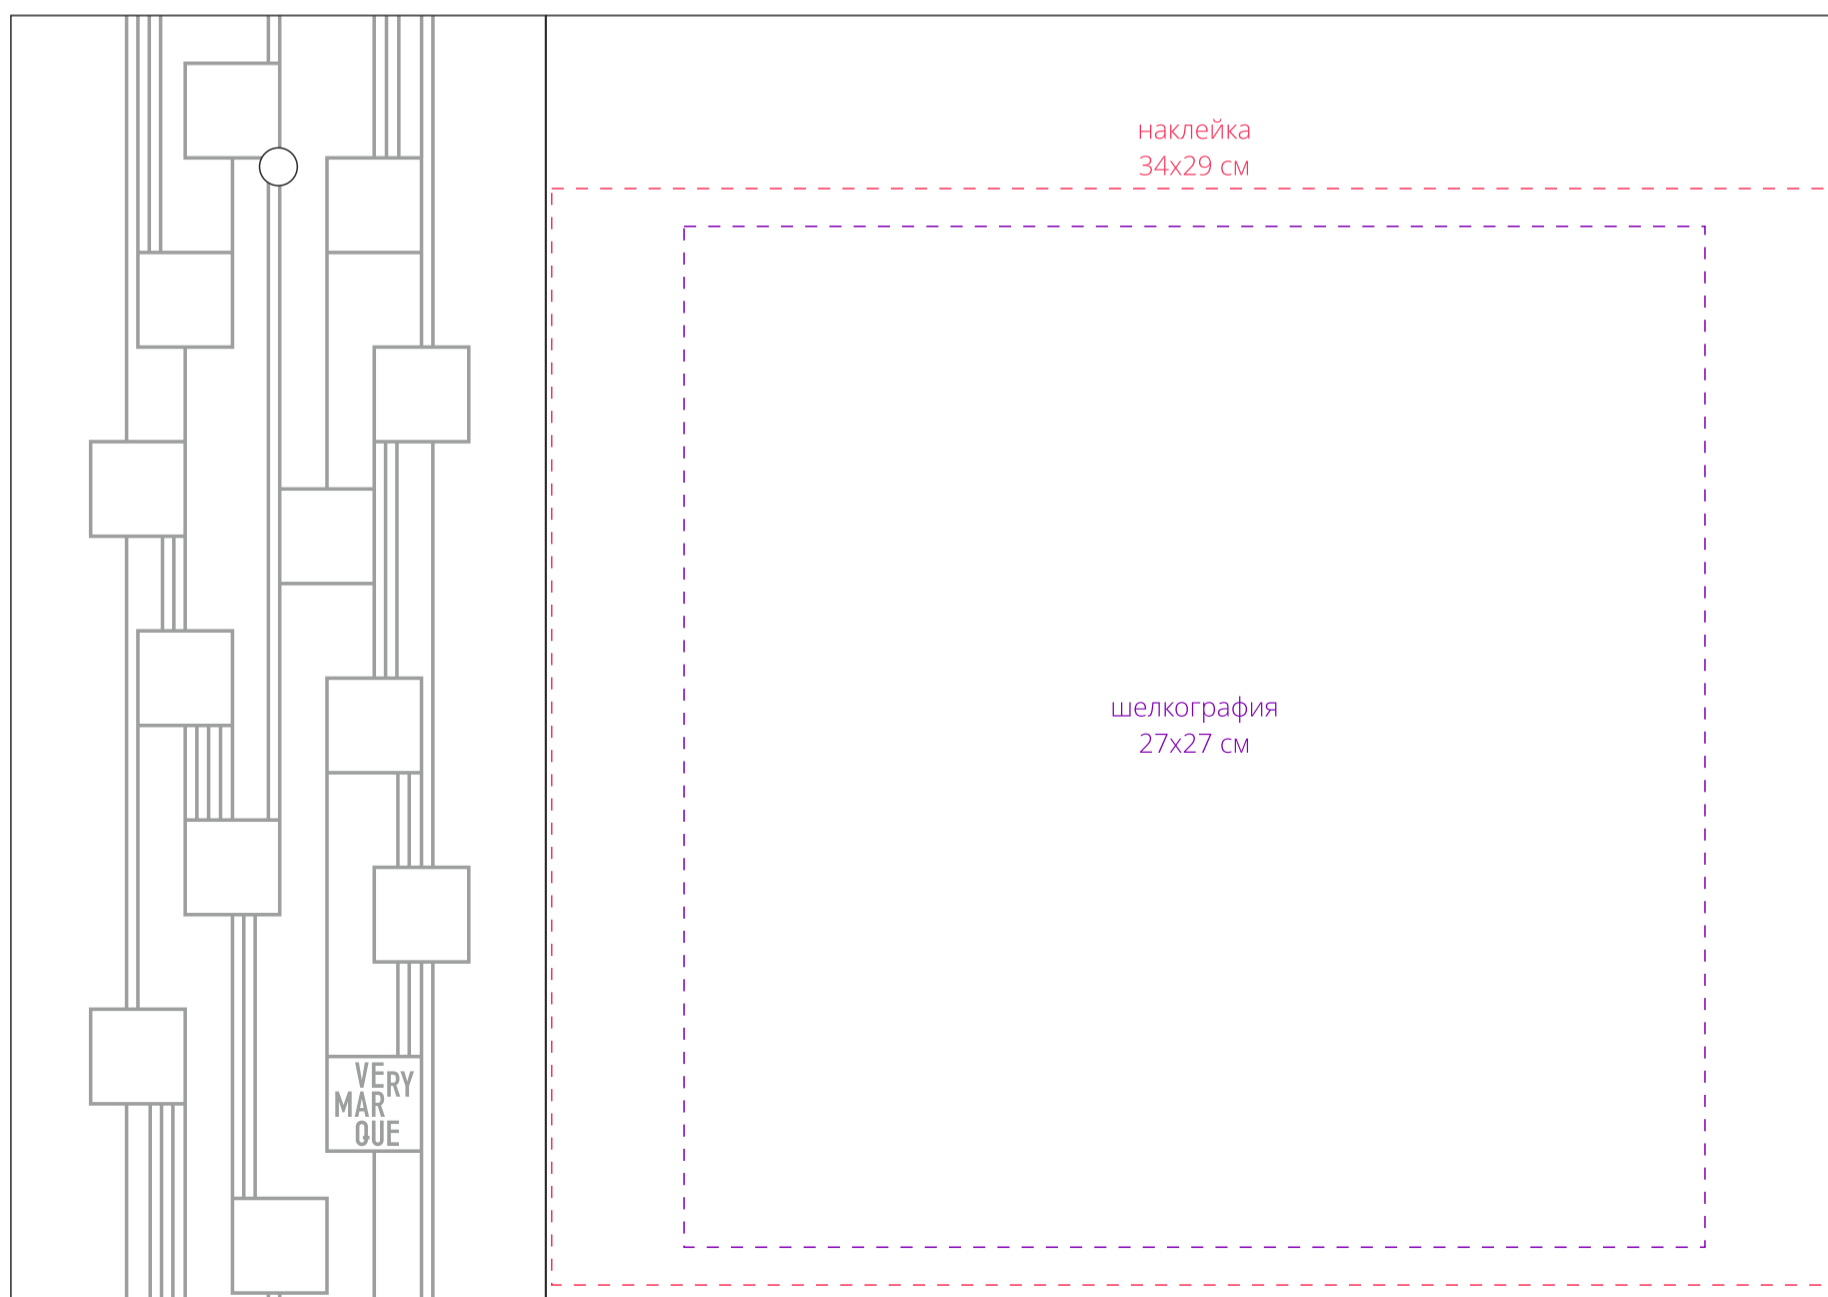 наклейка
34x29 см
шелкография
27x27 см
VERY
MAR
QUE